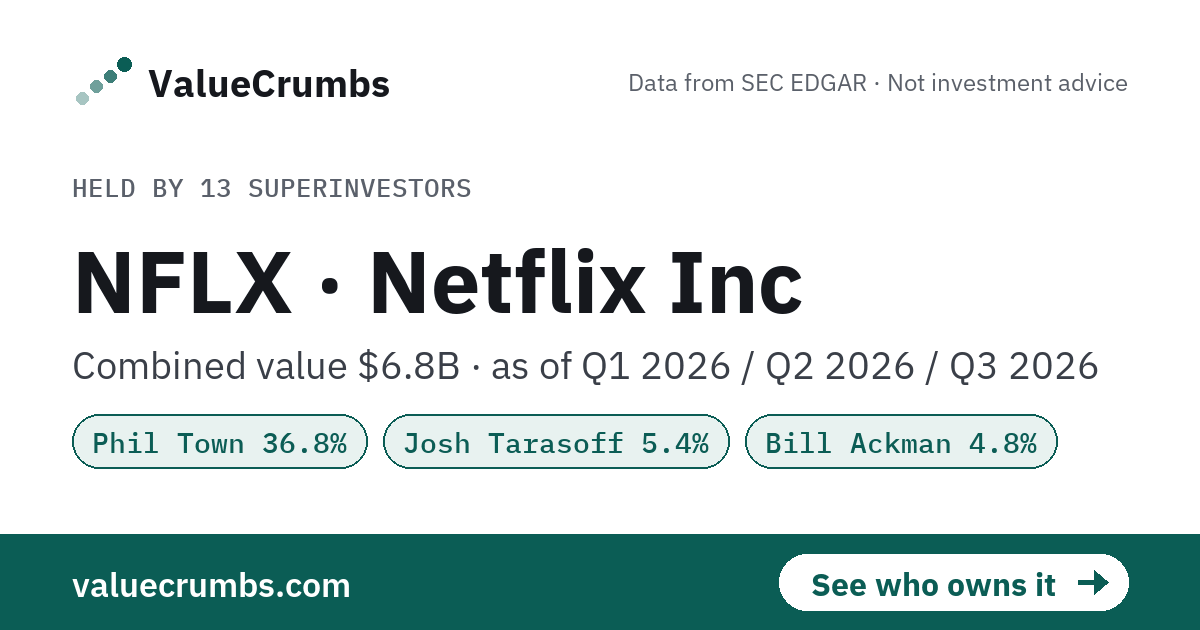 ValueCrumbs
Data from SEC EDGAR · Not investment advice
HELD BY 13 SUPERINVESTORS
NFLX · Netflix Inc
Combined value $6.8B · as of Q1 2026 / Q2 2026 / Q3 2026
Phil Town 36.8%
Josh Tarasoff 5.4%
Bill Ackman 4.8%
valuecrumbs.com
See who owns it →